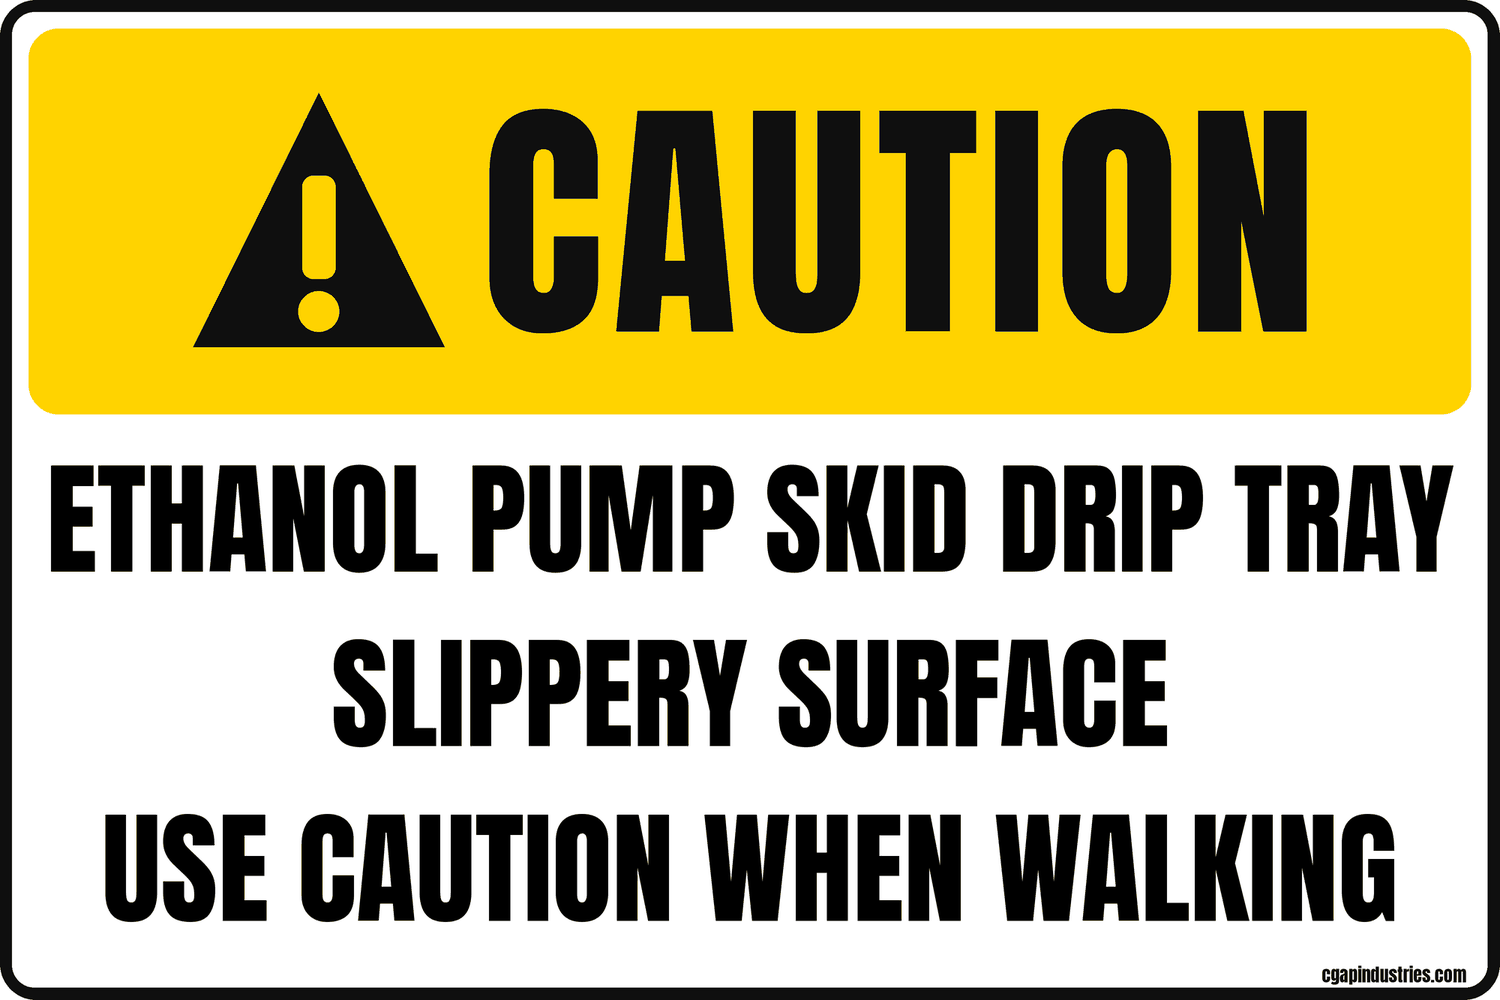 CAUTION
ETHANOL PUMP SKID DRIP TRAY
SLIPPERY SURFACE
USE CAUTION WHEN WALKING
cgapindustries.com